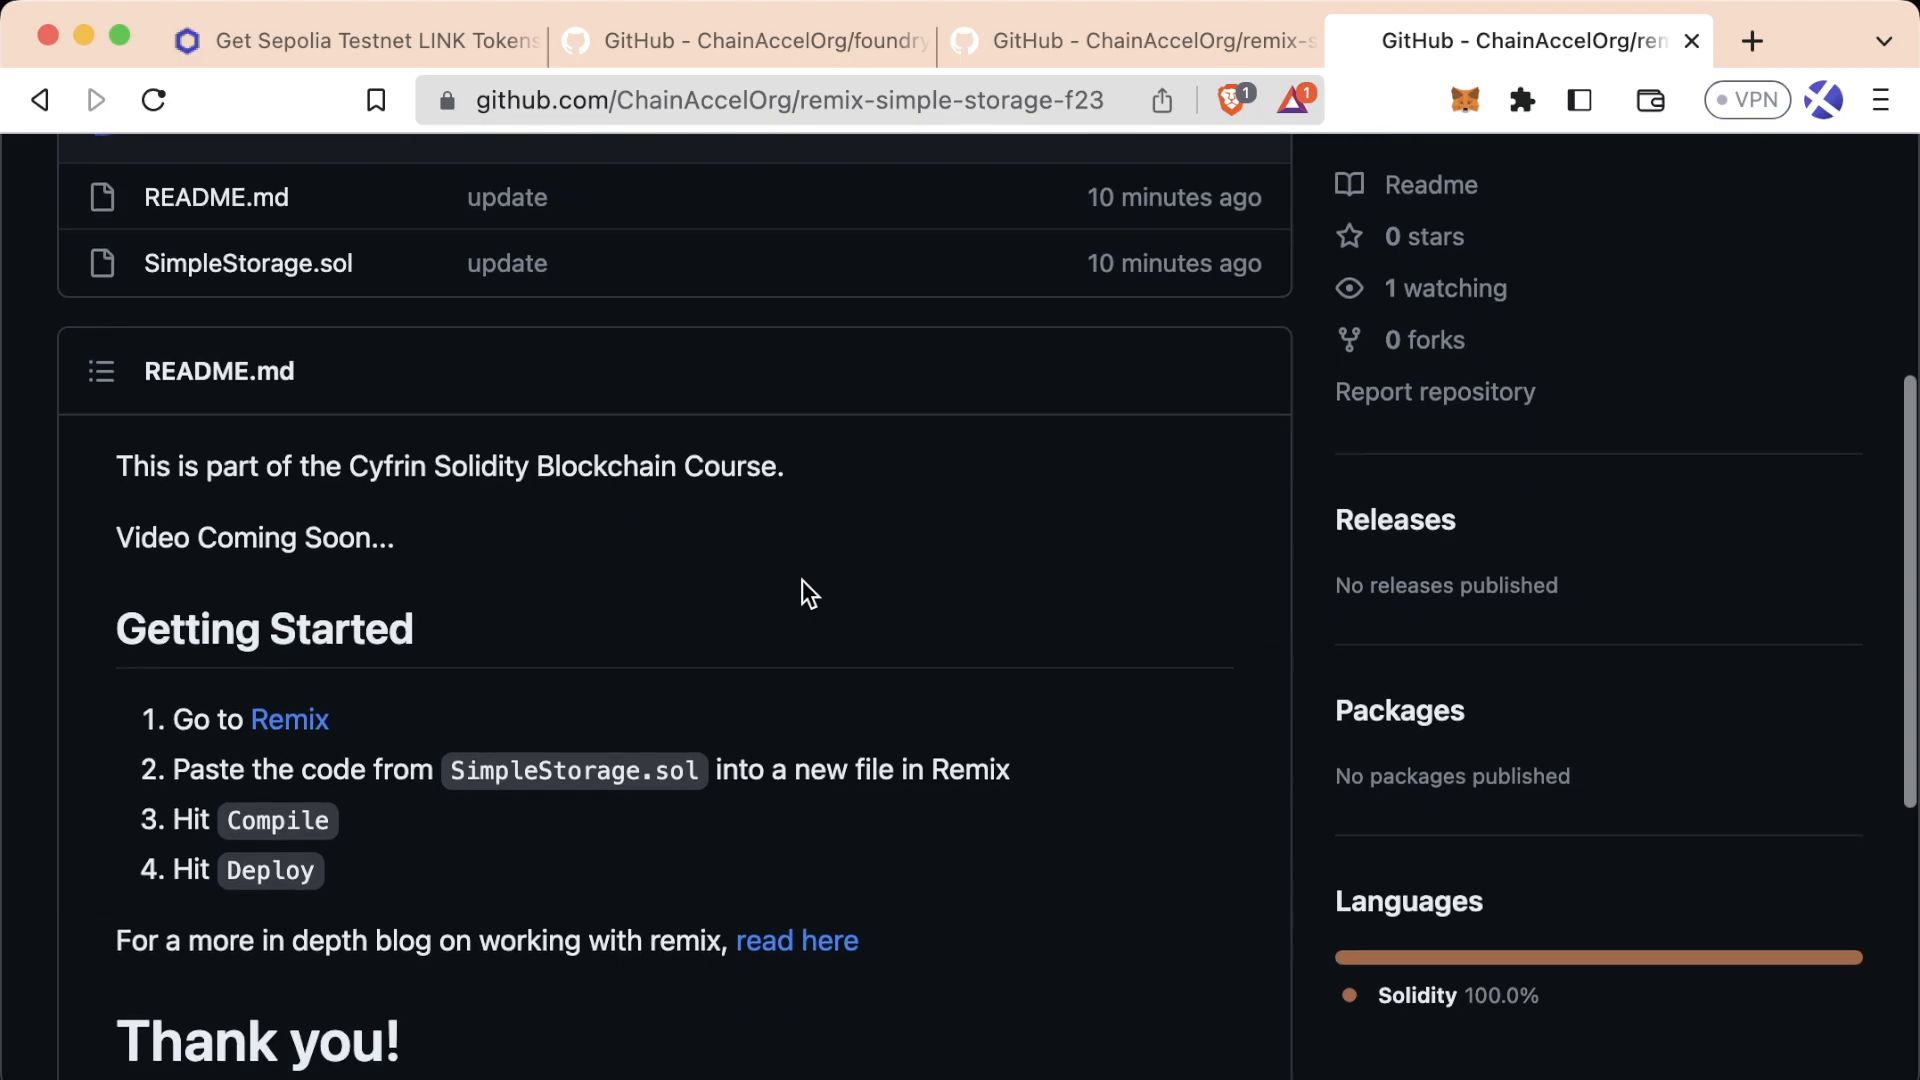 Get Sepolia Testnet LINK Tokens
GitHub - ChainAccelOrg/foundry
GitHub - ChainAccelOrg/remix-s
GitHub - ChainAccelOrg/rem
github.com/ChainAccelOrg/remix-simple-storage-f23
1
1
VPN
README.md update 10 minutes ago
SimpleStorage.sol update 10 minutes ago
README.md
This is part of the Cyfrin Solidity Blockchain Course.
Video Coming Soon...
Getting Started
1. Go to Remix
2. Paste the code from SimpleStorage.sol into a new file in Remix
3. Hit Compile
4. Hit Deploy
For a more in depth blog on working with remix, read here
Thank you!
Readme
0 stars
1 watching
0 forks
Report repository
Releases
No releases published
Packages
No packages published
Languages
Solidity 100.0%